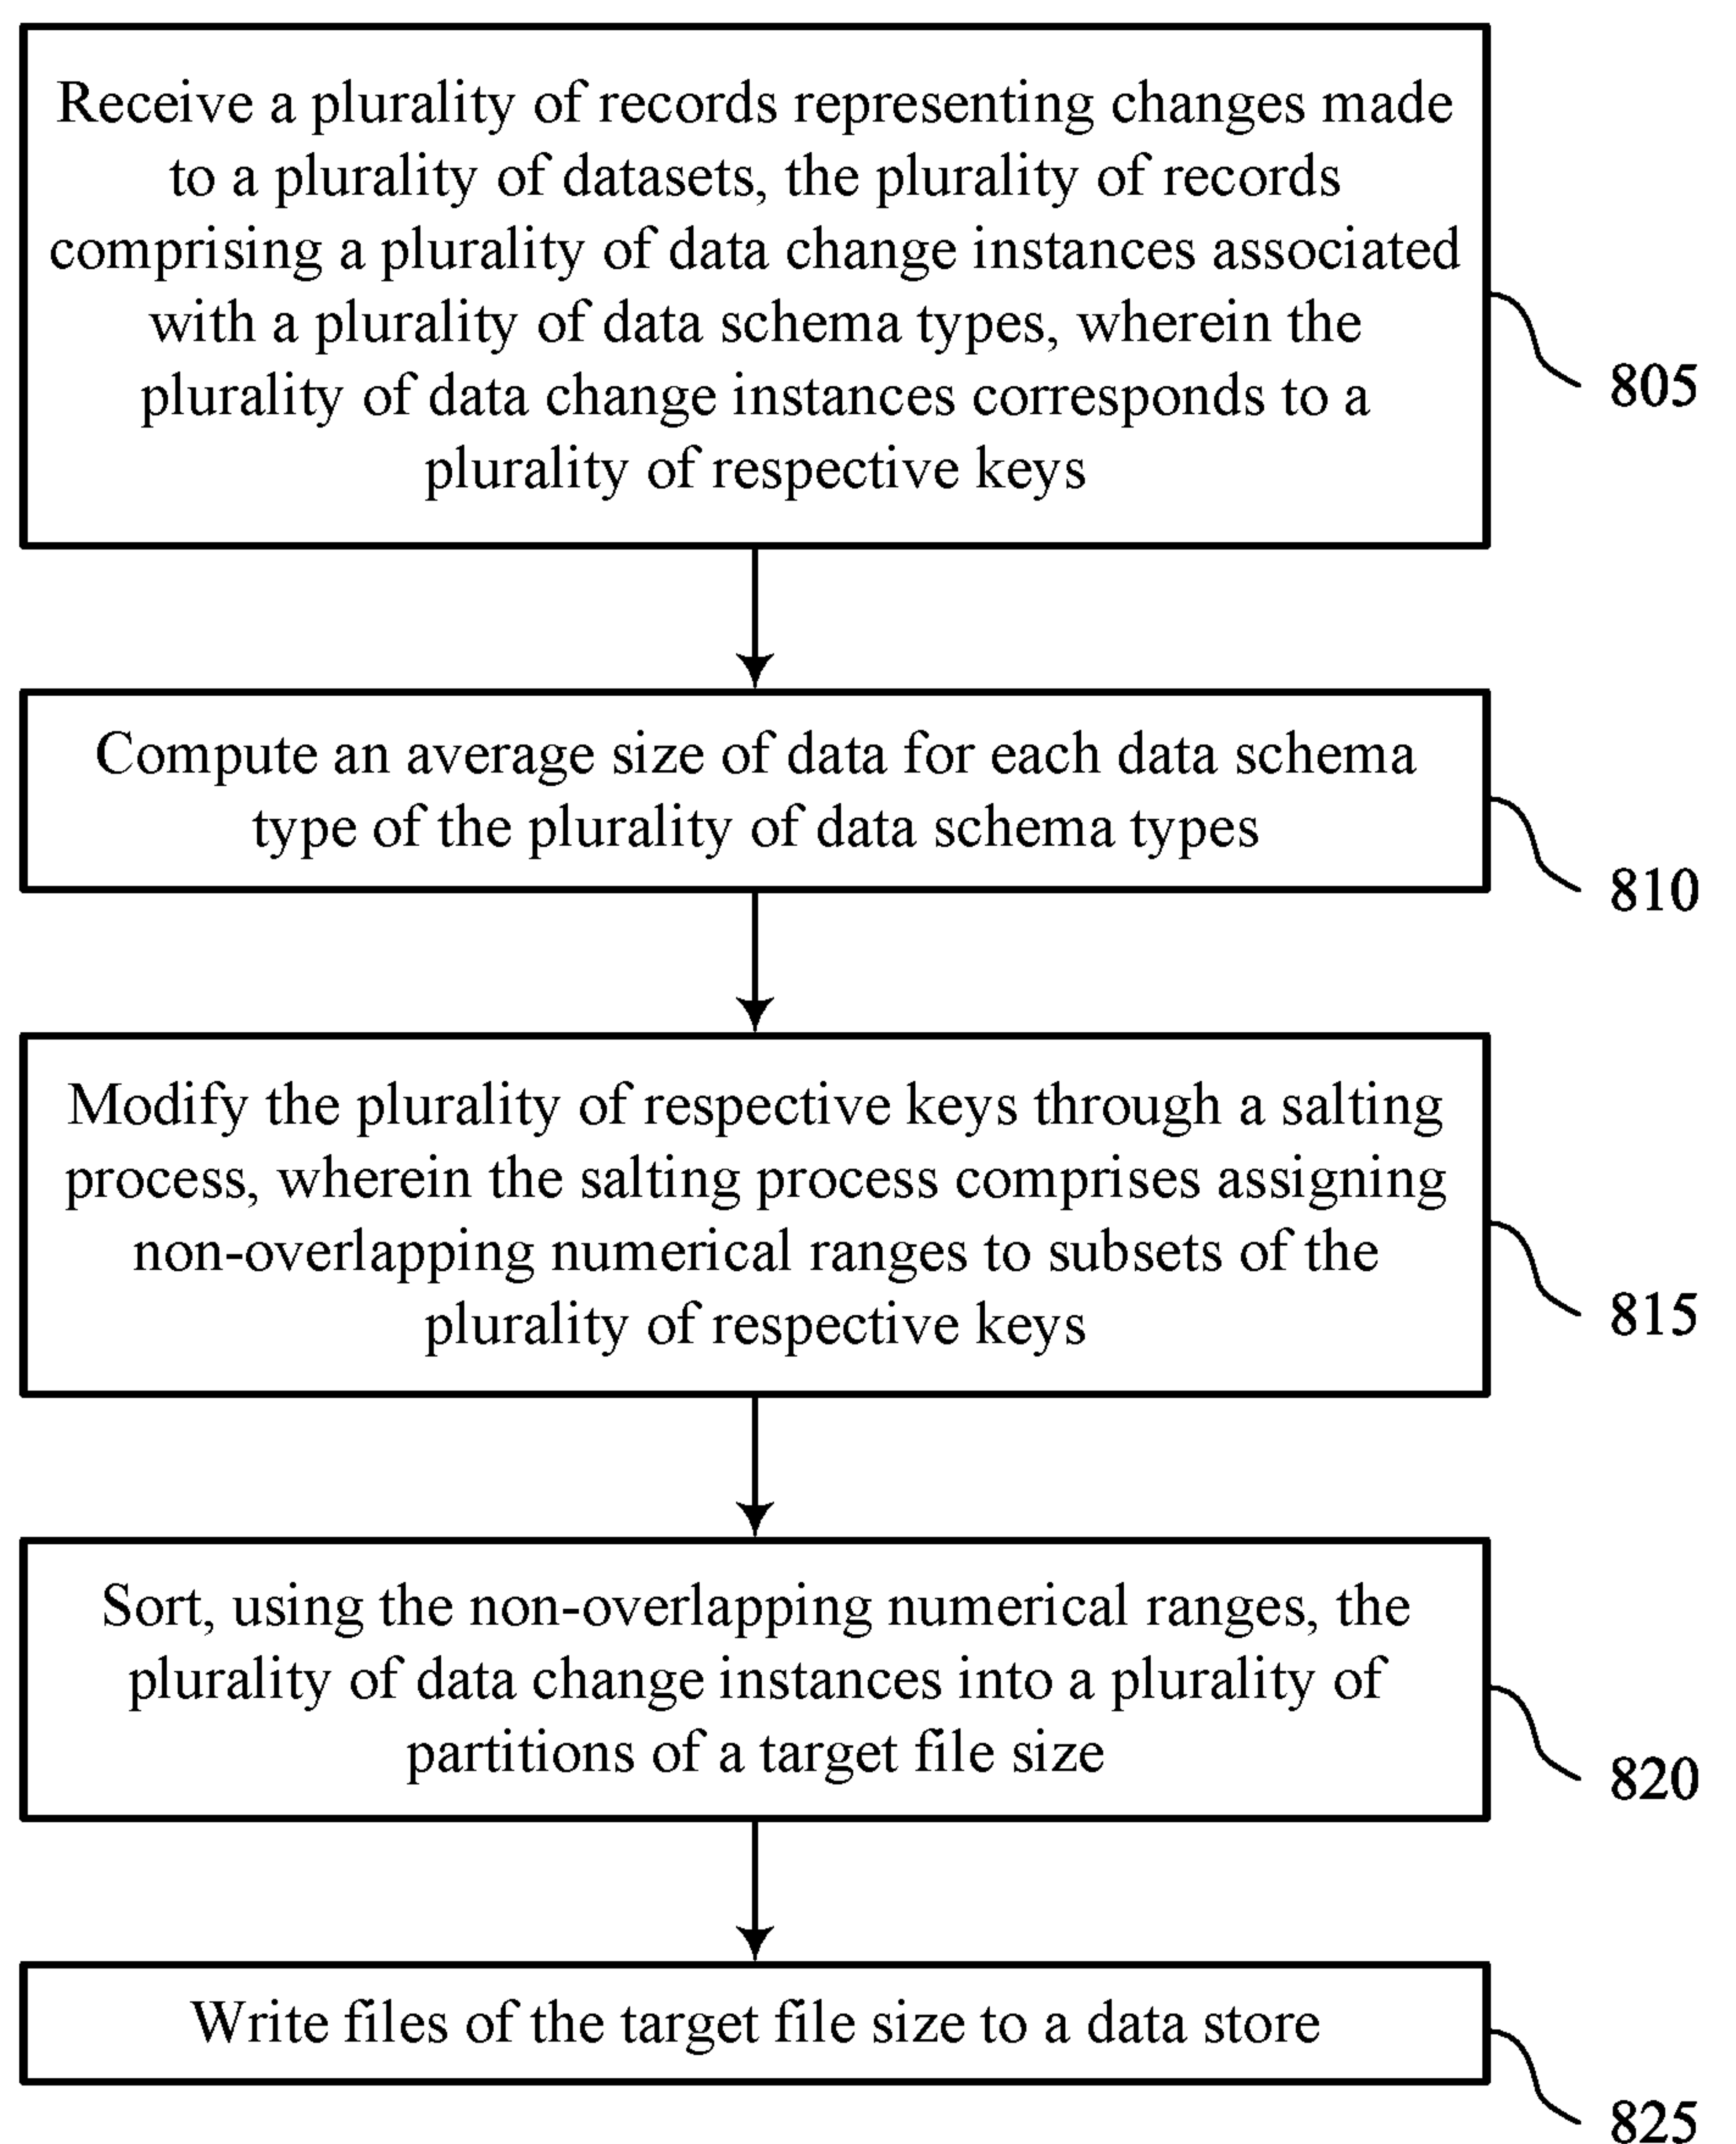 Receive a plurality of records representing changes made
to a plurality of datasets, the plurality of records
comprising a plurality of data change instances associated
with a plurality of data schema types, wherein the
plurality of data change instances corresponds to a
plurality of respective keys
805
Compute an average size of data for each data schema
type of the plurality of data schema types
810
Modify the plurality of respective keys through a salting
process, wherein the salting process comprises assigning
non-overlapping numerical ranges to subsets of the
plurality of respective keys
815
Sort, using the non-overlapping numerical ranges, the
plurality of data change instances into a plurality of
partitions of a target file size
820
Write files of the target file size to a data store
825